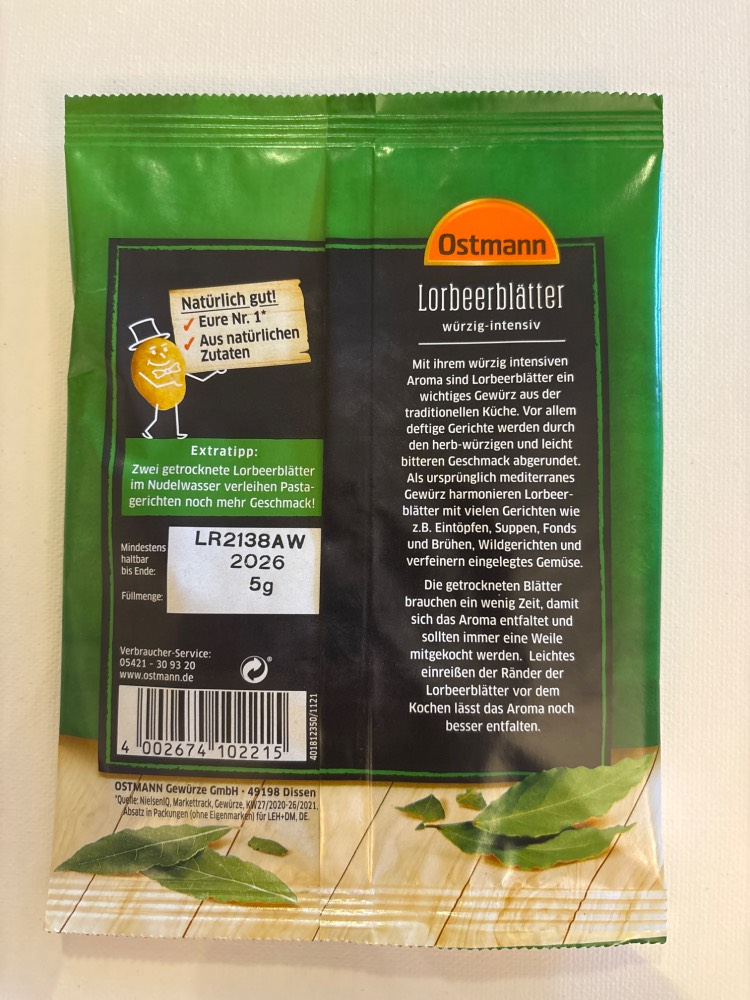 Ostmann
Lorbeerblätter
würzig-intensiv
Mit ihrem würzig intensiven
Aroma sind Lorbeerblätter ein
wichtiges Gewürz aus der
traditionellen Küche. Vor allem
deftige Gerichte werden durch
den herb-würzigen und leicht
bitteren Geschmack abgerundet.
Als ursprünglich mediterranes
Gewürz harmonieren Lorbeer-
blätter mit vielen Gerichten wie
z.B. Eintöpfen, Suppen, Fonds
und Brühen, Wildgerichten und
verfeinern eingelegtes Gemüse.
Die getrockneten Blätter
brauchen ein wenig Zeit, damit
sich das Aroma entfaltet und
sollten immer eine Weile
mitgekocht werden. Leichtes
einreißen der Ränder der
Lorbeerblätter vor dem
Kochen lässt das Aroma noch
besser entfalten.
Natürlich gut!
✓ Eure Nr. 1*
✓ Aus natürlichen
Zutaten
Extratipp:
Zwei getrocknete Lorbeerblätter
im Nudelwasser verleihen Pasta-
gerichten noch mehr Geschmack!
Mindestens
haltbar
bis Ende:
Füllmenge:
LR2138AW
2026
5g
Verbraucher-Service:
05421 - 30 93 20
www.ostmann.de
4 002674 102215
401812350/1121
OSTMANN Gewürze GmbH · 49198 Dissen
*Quelle: NielsenIQ, Markettrack, Gewürze, KW27/2020-26/2021,
Absatz in Packungen (ohne Eigenmarken) für LEH+DM, DE.